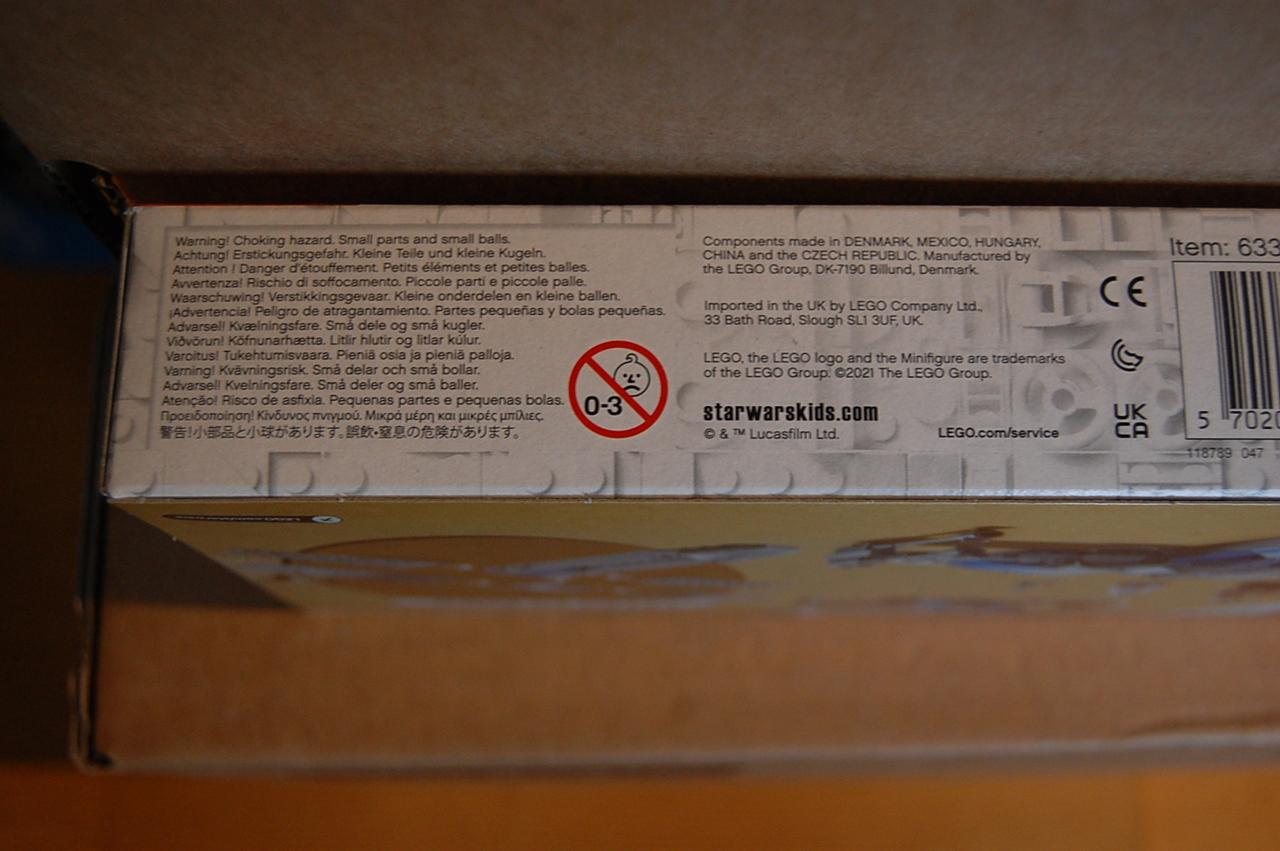 Warning! Choking hazard. Small parts and small balls.
Achtung! Erstickungsgefahr. Kleine Teile und kleine Kugeln.
Attention ! Danger d'étouffement. Petits éléments et petites balles.
Avvertenza! Rischio di soffocamento. Piccole parti e piccole palle.
Waarschuwing! Verstikkingsgevaar. Kleine onderdelen en kleine ballen.
¡Advertencia! Peligro de atragantamiento. Partes pequeñas y bolas pequeñas.
Advarsel! Kvælningsfare. Små dele og små kugler.
Viðvörun! Köfnunarhætta. Litlir hlutir og litlar kúlur.
Varoitus! Tukehtumisvaara. Pieniä osia ja pieniä palloja.
Varning! Kvävningsrisk. Små delar och små bollar.
Advarsel! Kvelningsfare. Små deler og små baller.
Atenção! Risco de asfixia. Pequenas partes e pequenas bolas.
Προειδοποίηση! Κίνδυνος πνιγμού. Μικρά μέρη και μικρές μπίλιες.
警告!小部品と小球があります。誤飲・窒息の危険があります。
0-3
Components made in DENMARK, MEXICO, HUNGARY,
CHINA and the CZECH REPUBLIC. Manufactured by
the LEGO Group, DK-7190 Billund, Denmark.
Imported in the UK by LEGO Company Ltd.,
33 Bath Road, Slough SL1 3UF, UK.
LEGO, the LEGO logo and the Minifigure are trademarks
of the LEGO Group. ©2021 The LEGO Group.
starwarskids.com
© & ™ Lucasfilm Ltd.
LEGO.com/service
CE
UK
CA
Item: 633
5 7020
118789 047